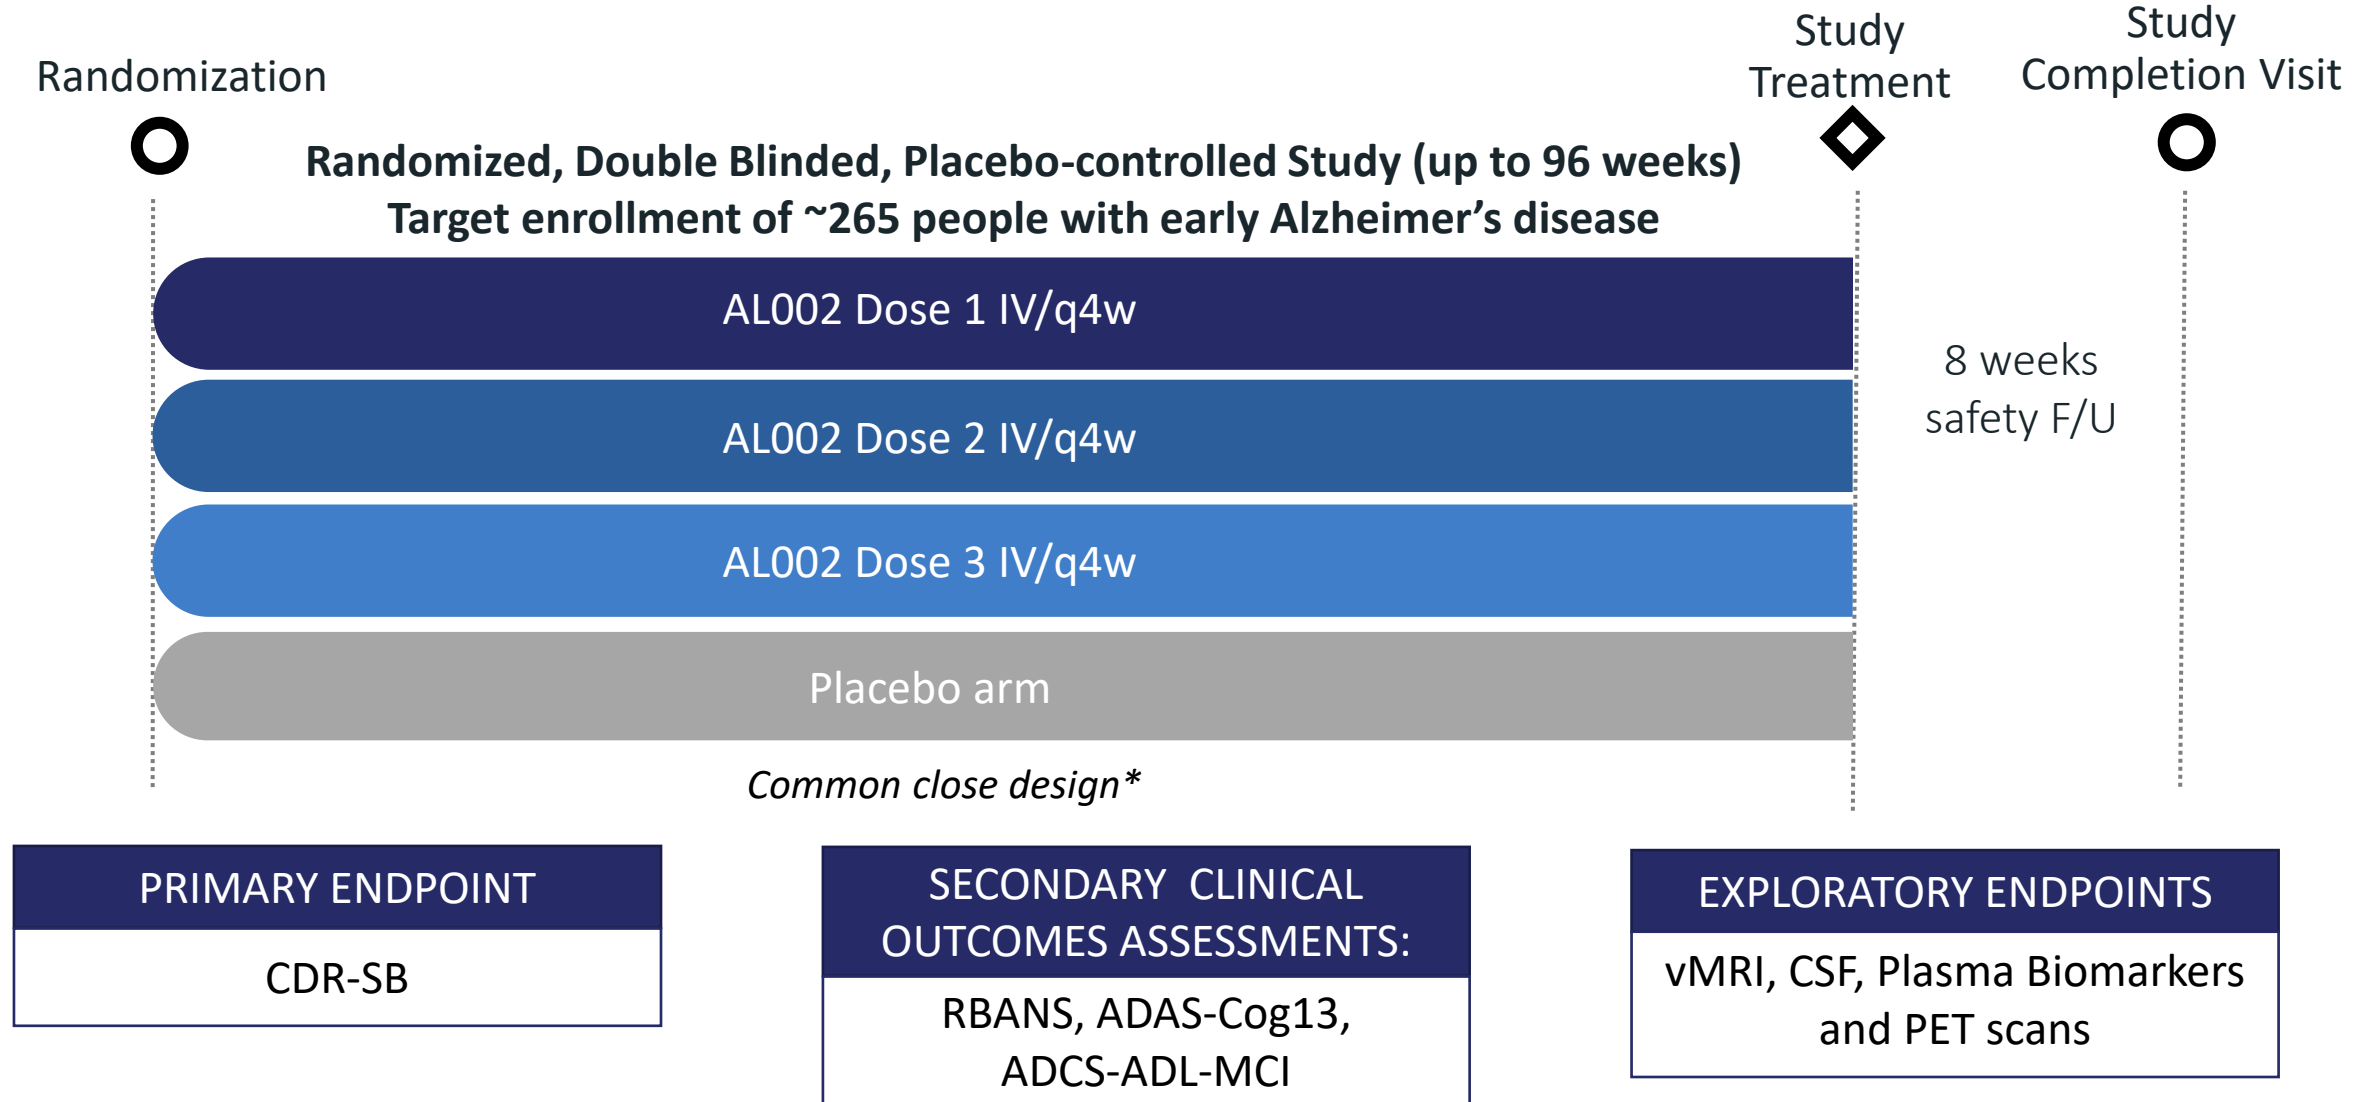 Randomization
Study
Treatment
Study
Completion Visit
Randomized, Double Blinded, Placebo-controlled Study (up to 96 weeks)
Target enrollment of ~265 people with early Alzheimer’s disease
AL002 Dose 1 IV/q4w
AL002 Dose 2 IV/q4w
AL002 Dose 3 IV/q4w
Placebo arm
8 weeks
safety F/U
Common close design*
PRIMARY ENDPOINT
CDR-SB
SECONDARY CLINICAL
OUTCOMES ASSESSMENTS:
RBANS, ADAS-Cog13,
ADCS-ADL-MCI
EXPLORATORY ENDPOINTS
vMRI, CSF, Plasma Biomarkers
and PET scans